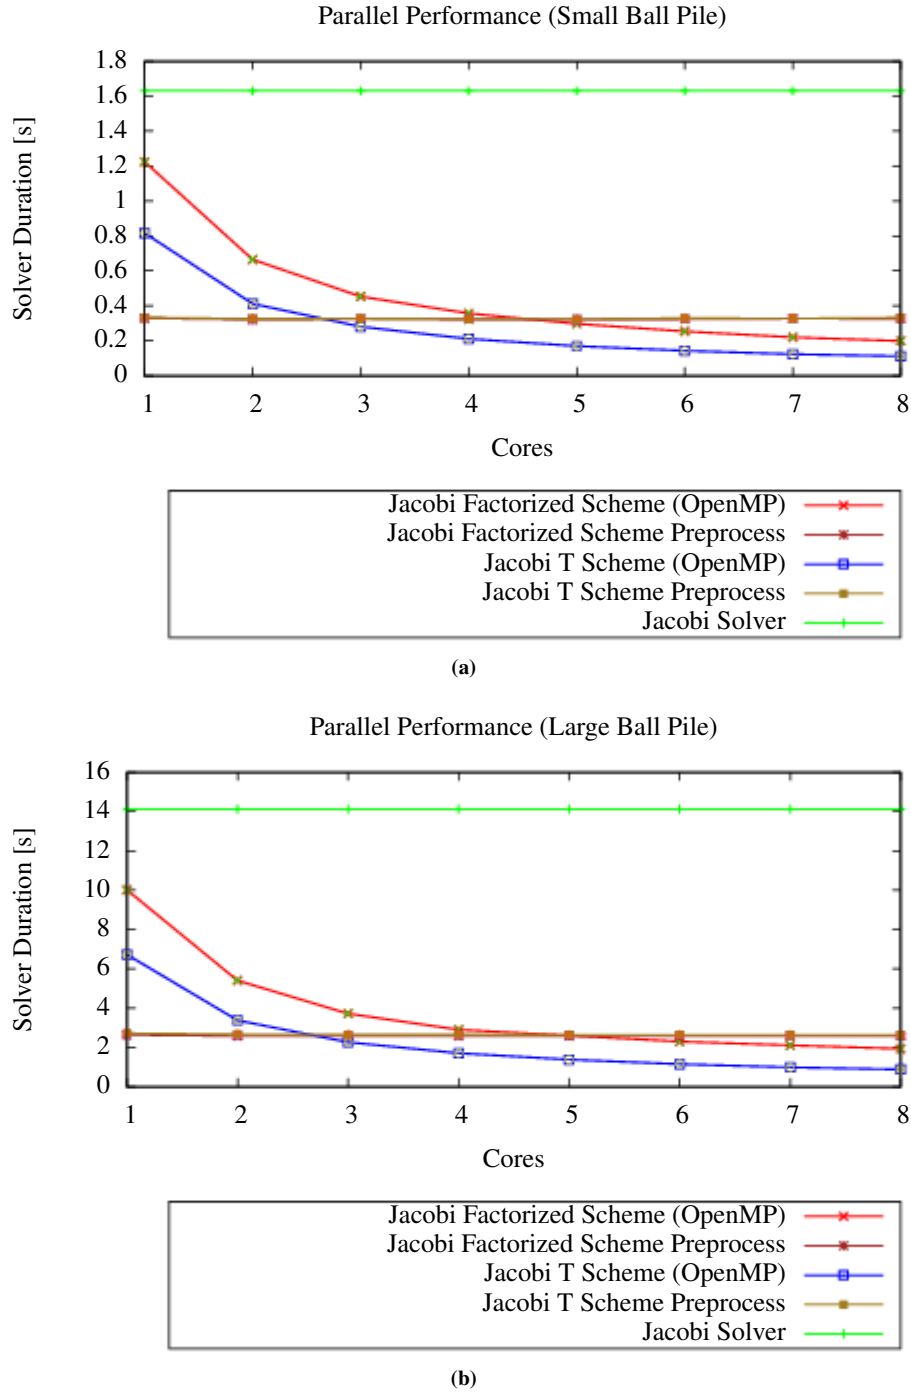 Parallel Performance (Small Ball Pile)
1.8
1.6
1.4
1.2
1
0.8
0.6
0.4
0.2
0
Solver Duration [s]
1 2 3 4 5 6 7 8
Cores
Jacobi Factorized Scheme (OpenMP)
Jacobi Factorized Scheme Preprocess
Jacobi T Scheme (OpenMP)
Jacobi T Scheme Preprocess
Jacobi Solver
(a)
Parallel Performance (Large Ball Pile)
16
14
12
10
8
6
4
2
0
Solver Duration [s]
1 2 3 4 5 6 7 8
Cores
Jacobi Factorized Scheme (OpenMP)
Jacobi Factorized Scheme Preprocess
Jacobi T Scheme (OpenMP)
Jacobi T Scheme Preprocess
Jacobi Solver
(b)